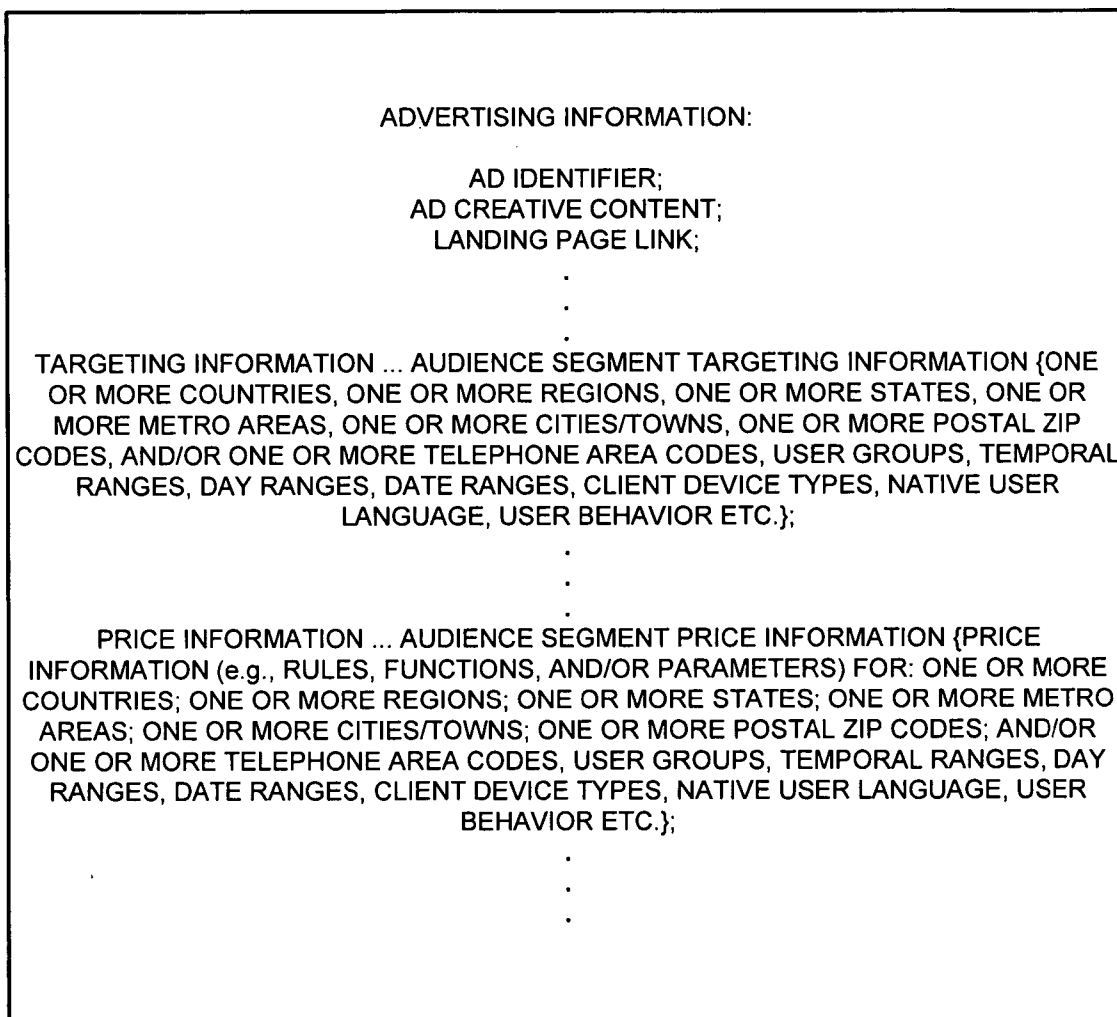 ADVERTISING INFORMATION:
AD IDENTIFIER;
AD CREATIVE CONTENT;
LANDING PAGE LINK;
.
.
.
TARGETING INFORMATION ... AUDIENCE SEGMENT TARGETING INFORMATION {ONE
OR MORE COUNTRIES, ONE OR MORE REGIONS, ONE OR MORE STATES, ONE OR
MORE METRO AREAS, ONE OR MORE CITIES/TOWNS, ONE OR MORE POSTAL ZIP
CODES, AND/OR ONE OR MORE TELEPHONE AREA CODES, USER GROUPS, TEMPORAL
RANGES, DAY RANGES, DATE RANGES, CLIENT DEVICE TYPES, NATIVE USER
LANGUAGE, USER BEHAVIOR ETC.};
.
.
.
PRICE INFORMATION ... AUDIENCE SEGMENT PRICE INFORMATION {PRICE
INFORMATION (e.g., RULES, FUNCTIONS, AND/OR PARAMETERS) FOR: ONE OR MORE
COUNTRIES; ONE OR MORE REGIONS; ONE OR MORE STATES; ONE OR MORE METRO
AREAS; ONE OR MORE CITIES/TOWNS; ONE OR MORE POSTAL ZIP CODES; AND/OR
ONE OR MORE TELEPHONE AREA CODES, USER GROUPS, TEMPORAL RANGES, DAY
RANGES, DATE RANGES, CLIENT DEVICE TYPES, NATIVE USER LANGUAGE, USER
BEHAVIOR ETC.};
.
.
.